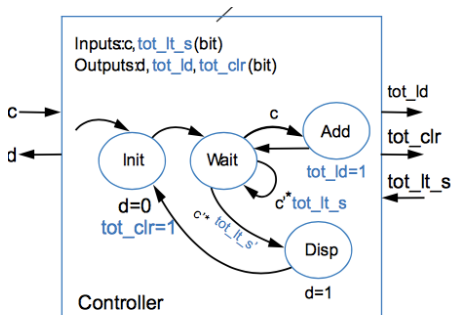 Inputs:c,tot_lt_s(bit)
Outputs:d,tot_ld,tot_clr(bit)
tot_ld
c
c
Add
tot_clr
d
Init
Wait
tot_ld=1
tot_lt_s
c'*tot_lt_s
d=0
tot_clr=1
c'* tot_lt_s'
Disp
d=1
Controller